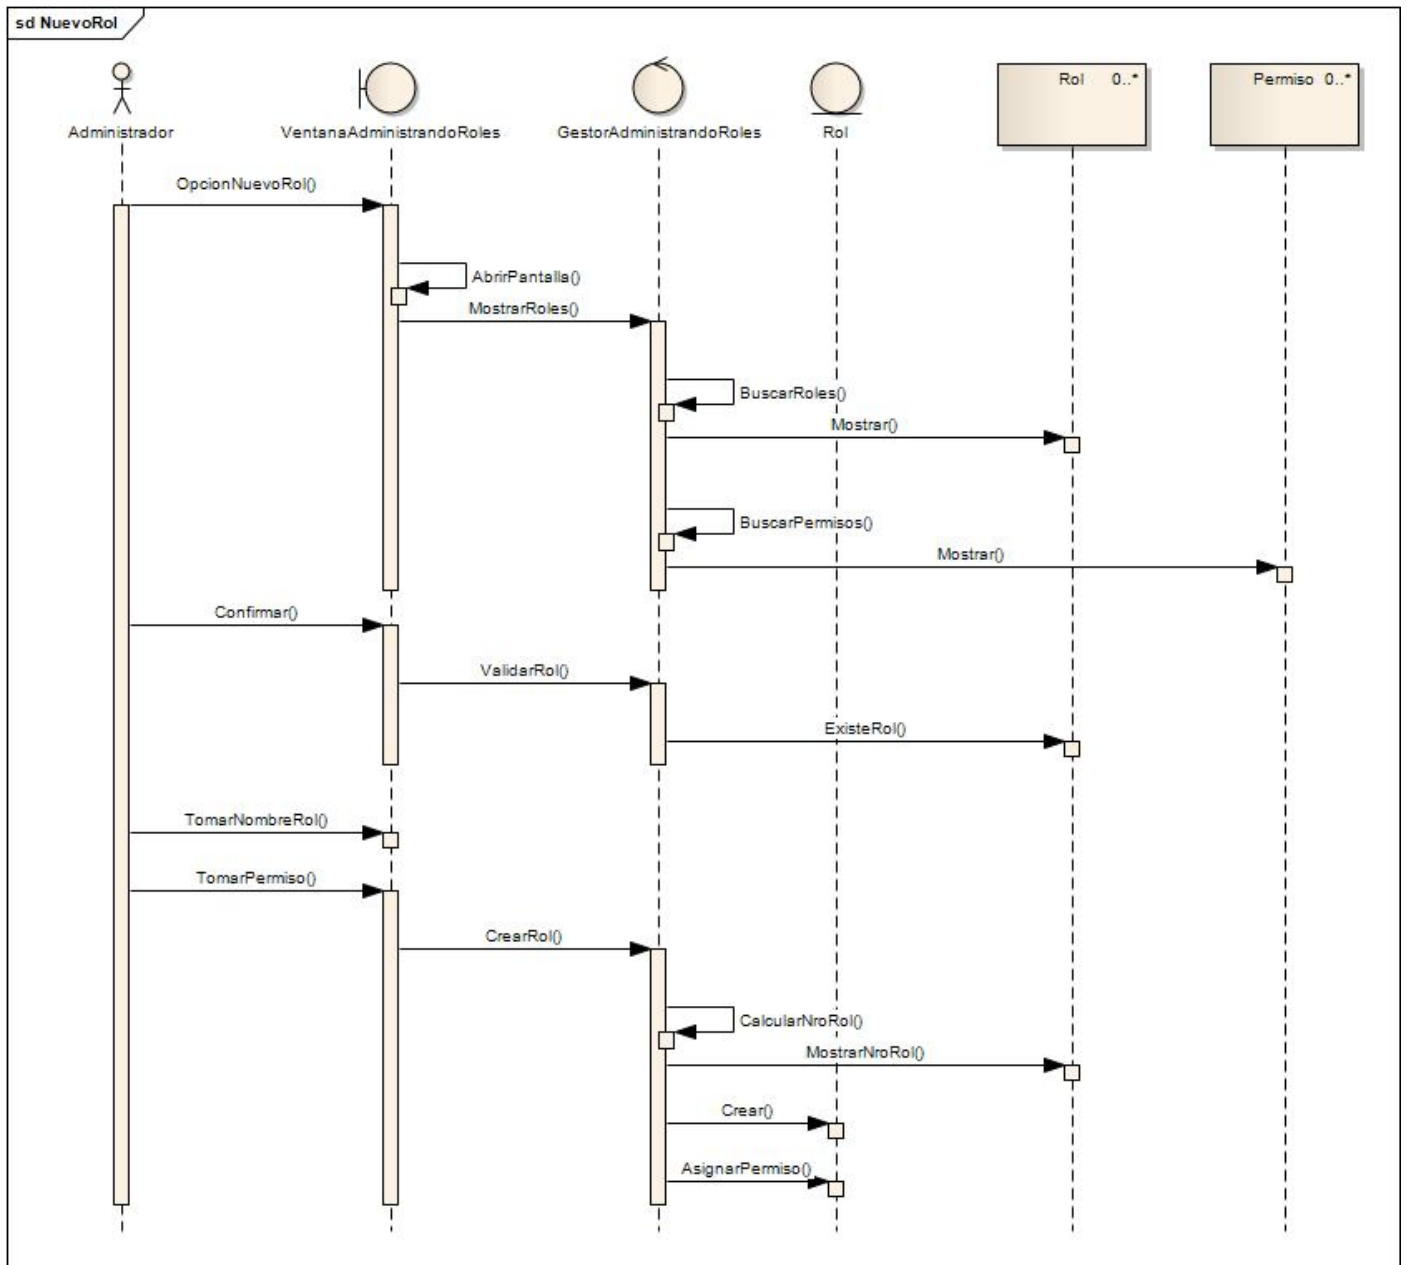 sd NuevoRol
Administrador
VentanaAdministrandoRoles
GestorAdministrandoRoles
Rol
Rol 0..*
Permiso 0..*
OpcionNuevoRol()
AbrirPantalla()
MostrarRoles()
BuscarRoles()
Mostrar()
BuscarPermisos()
Mostrar()
Confirmar()
ValidarRol()
ExisteRol()
TomarNombreRol()
TomarPermiso()
CrearRol()
CalcularNroRol()
MostrarNroRol()
Crear()
AsignarPermiso()